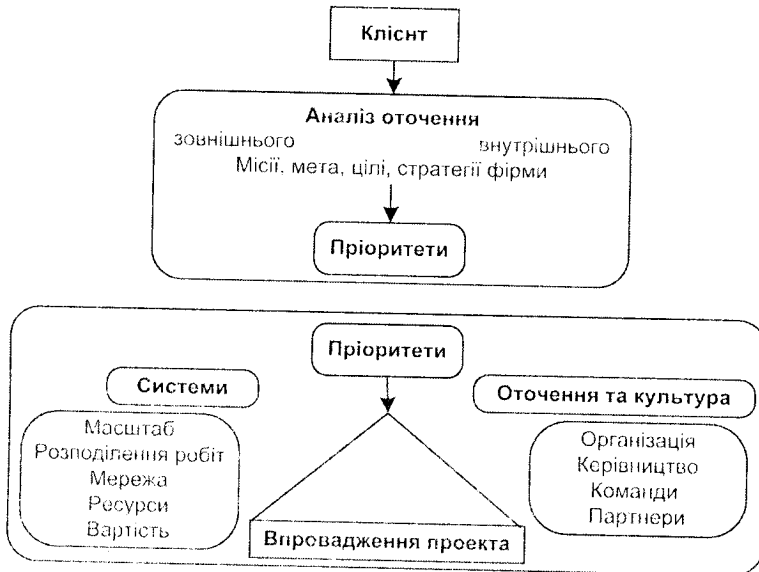 Клієнт
Аналіз оточення
зовнішнього внутрішнього
Місії, мета, цілі, стратегії фірми
Пріоритети
Пріоритети
Системи
Оточення та культура
Масштаб
Розподілення робіт
Мережа
Ресурси
Вартість
Організація
Керівництво
Команди
Партнери
Впровадження проекта